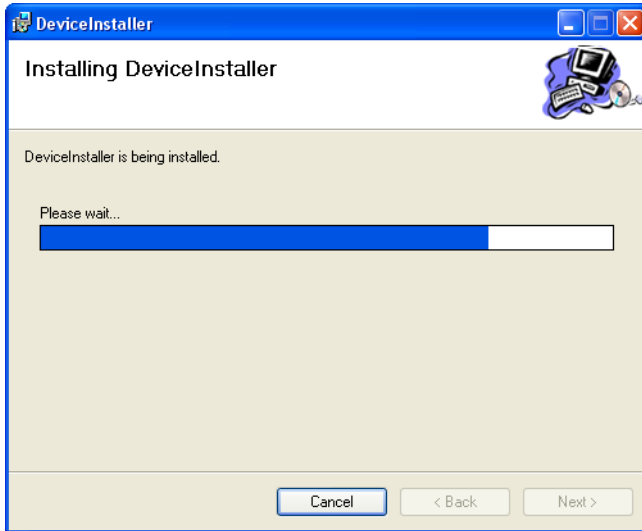 DeviceInstaller
Installing DeviceInstaller
DeviceInstaller is being installed.
Please wait...
Cancel
< Back
Next >